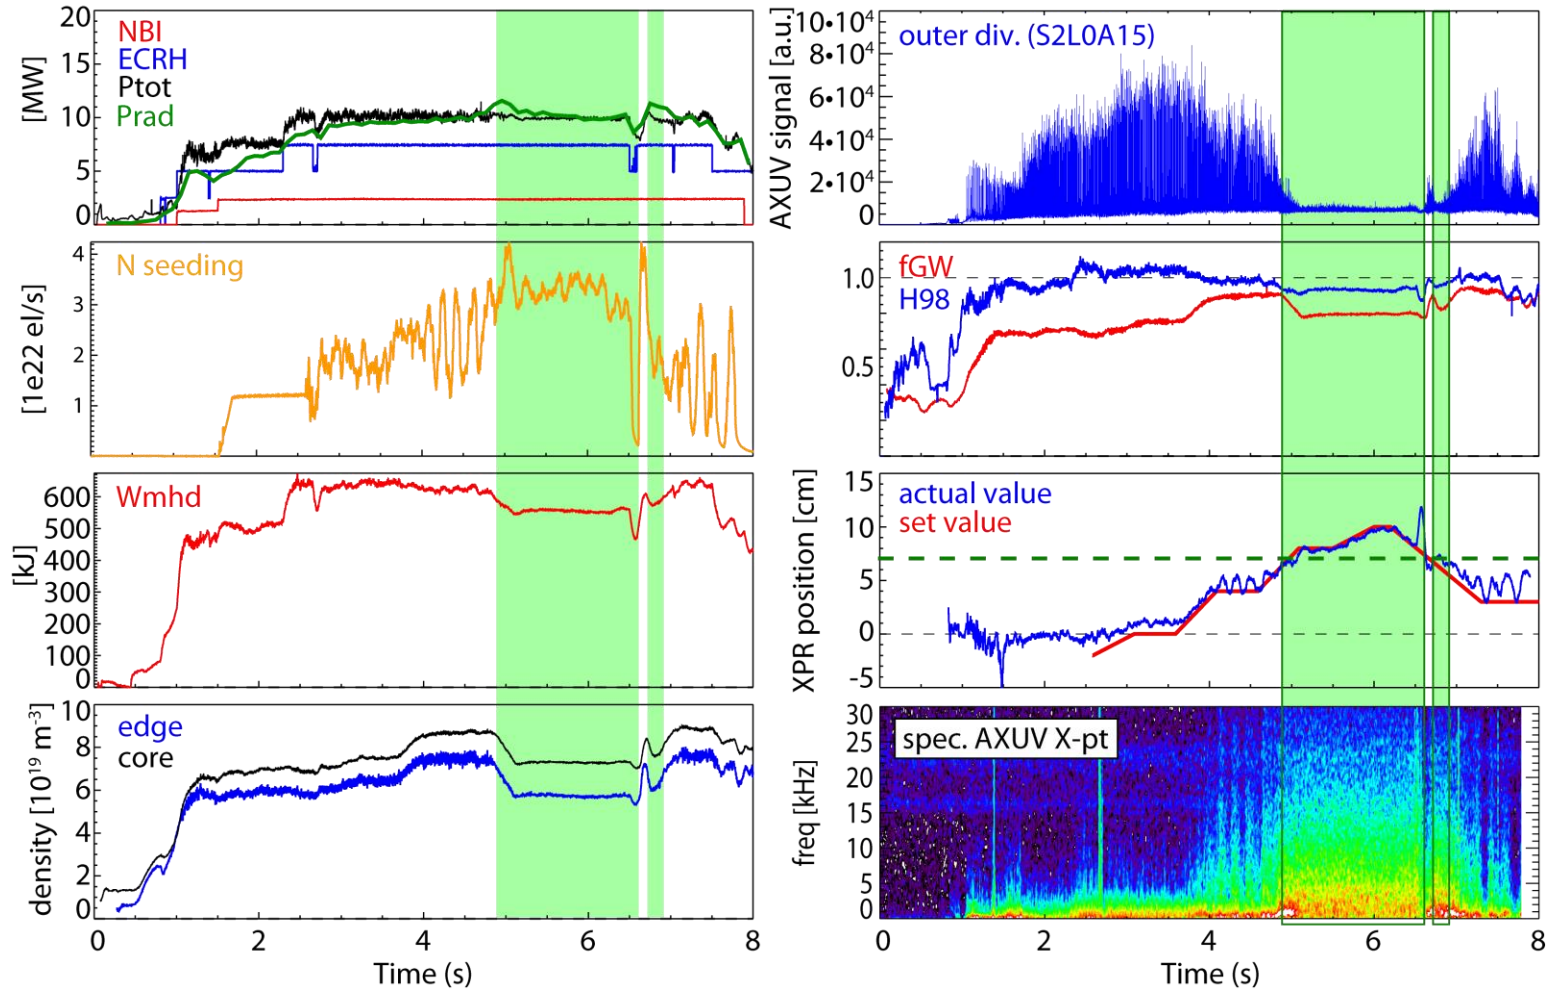 20
15
10
5
0
[MW]
NBI
ECRH
Ptot
Prad
4
3
2
1
[1e22 el/s]
N seeding
600
500
400
300
200
100
0
[kJ]
Wmhd
10
8
6
4
2
0
density [10¹⁹ m⁻³]
edge
core
0 2 4 6 8
Time (s)
10•10⁴
8•10⁴
6•10⁴
4•10⁴
2•10⁴
0
AXUV signal [a.u.]
outer div. (S2L0A15)
1.0
0.5
fGW
H98
15
10
5
0
-5
XPR position [cm]
actual value
set value
30
25
20
15
10
5
0
freq [kHz]
spec. AXUV X-pt
0 2 4 6 8
Time (s)